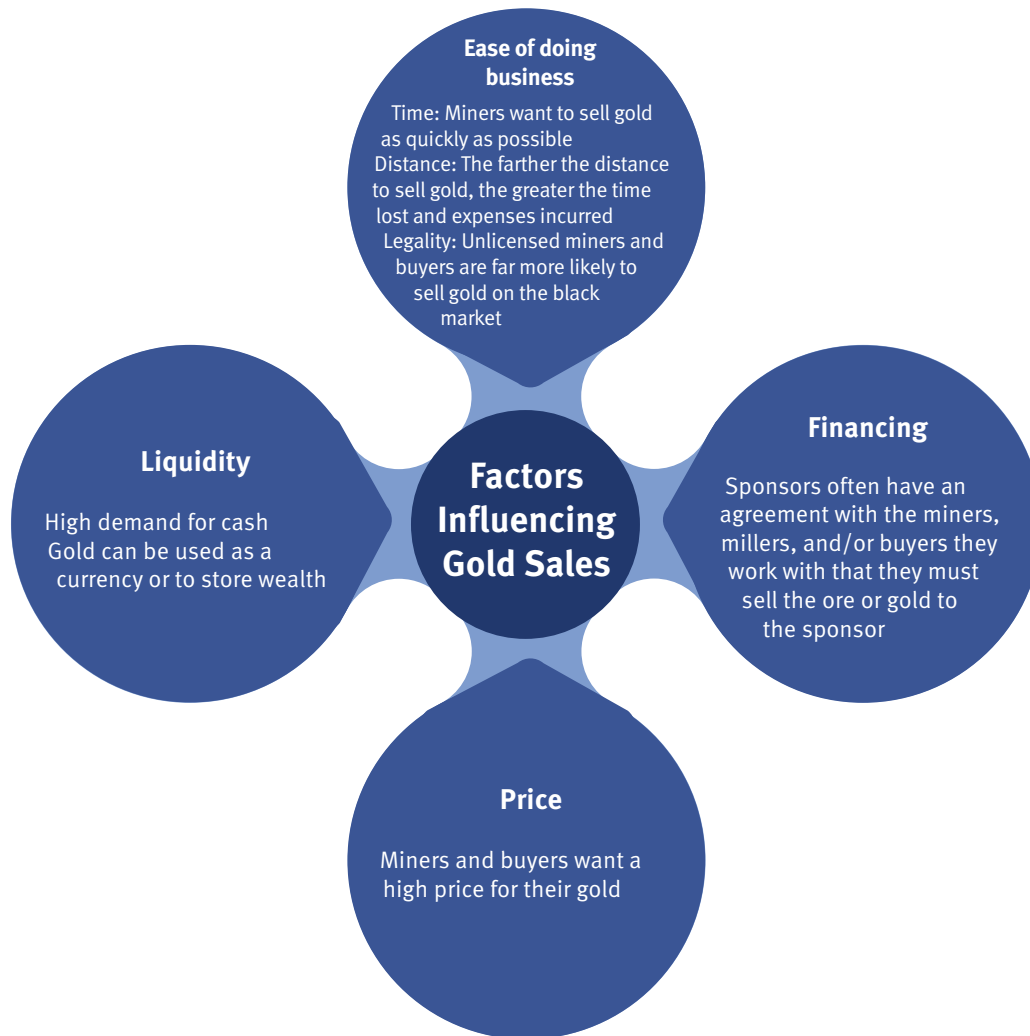 Ease of doing
business
Time: Miners want to sell gold
as quickly as possible
Distance: The farther the distance
to sell gold, the greater the time
lost and expenses incurred
Legality: Unlicensed miners and
buyers are far more likely to
sell gold on the black
market
Liquidity
High demand for cash
Gold can be used as a
currency or to store wealth
Factors
Influencing
Gold Sales
Financing
Sponsors often have an
agreement with the miners,
millers, and/or buyers they
work with that they must
sell the ore or gold to
the sponsor
Price
Miners and buyers want a
high price for their gold